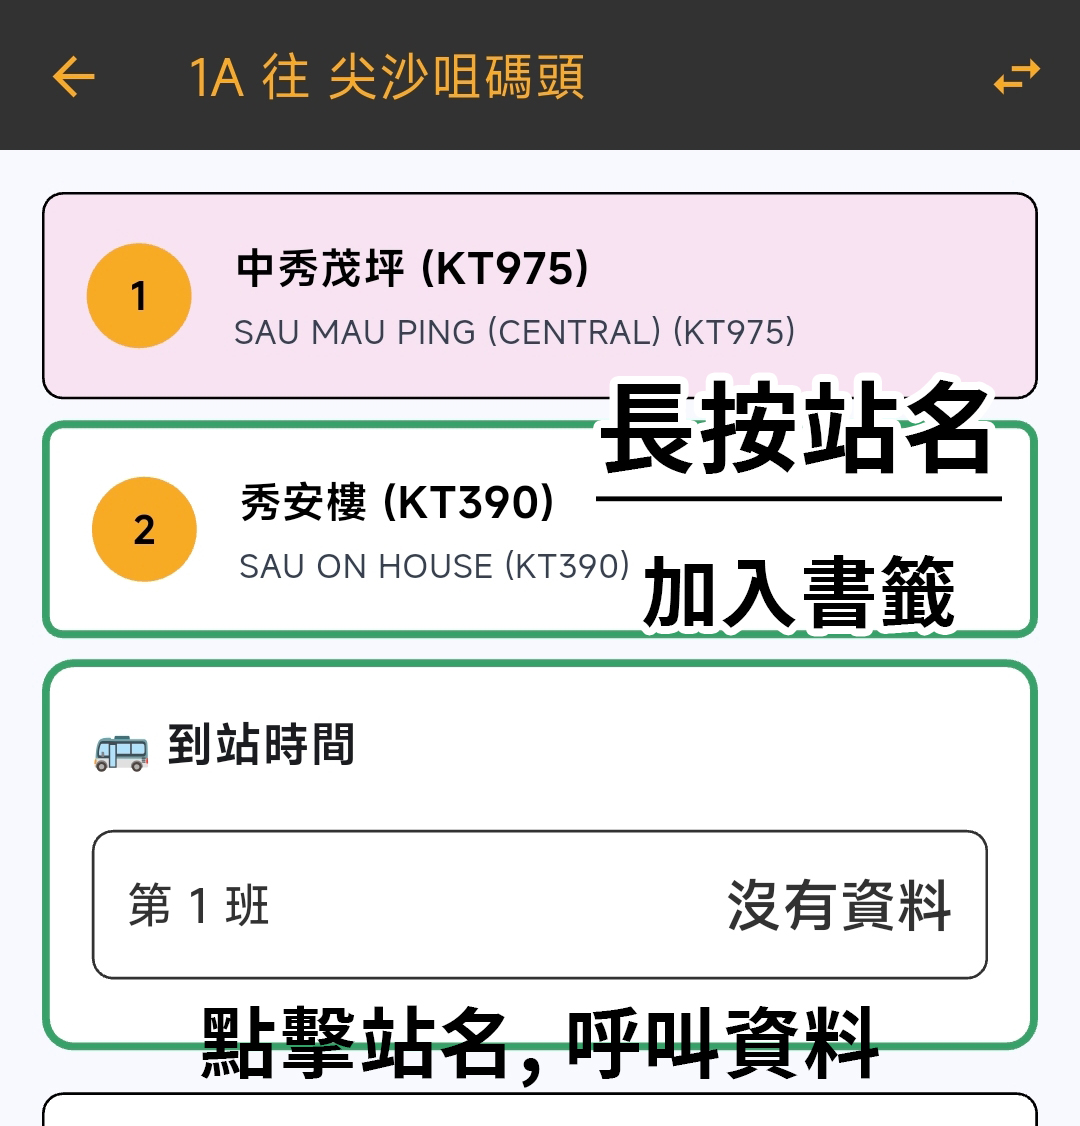 1A 往 尖沙咀碼頭
1
中秀茂坪 (KT975)
SAU MAU PING (CENTRAL) (KT975)
長按站名
2
秀安樓 (KT390)
SAU ON HOUSE (KT390)
加入書籤
到站時間
第 1 班
沒有資料
點擊站名, 呼叫資料